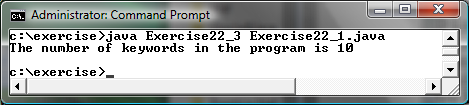 Administrator: Command Prompt
c:\exercise>java Exercise22_3 Exercise22_1.java
The number of keywords in the program is 10
c:\exercise>_